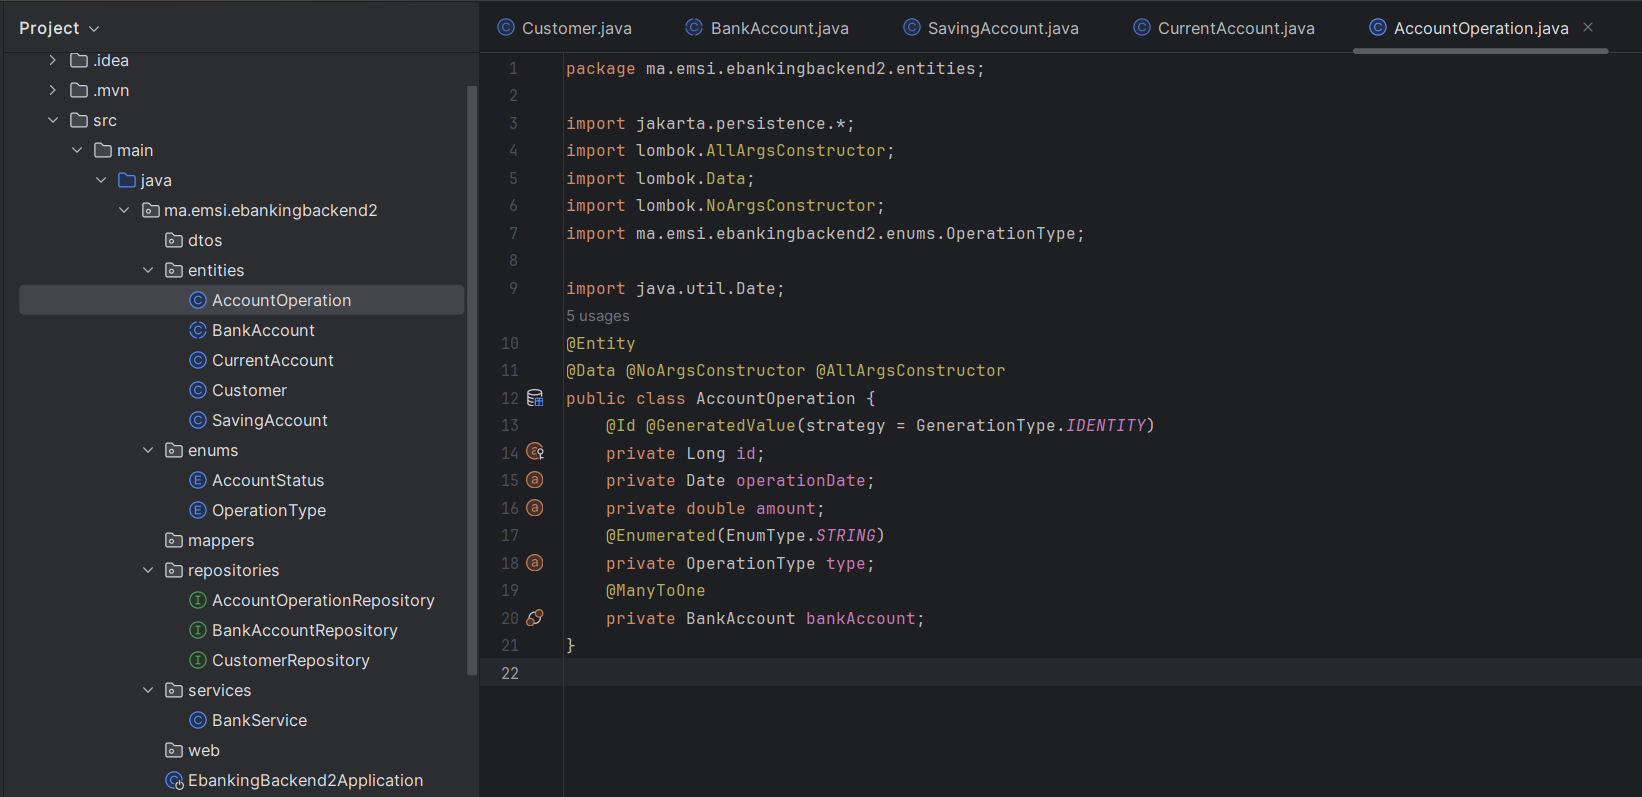 Project
.idea
.mvn
src
main
java
ma.emsi.ebankingbackend2
dtos
entities
AccountOperation
BankAccount
CurrentAccount
Customer
SavingAccount
enums
AccountStatus
OperationType
mappers
repositories
AccountOperationRepository
BankAccountRepository
CustomerRepository
services
BankService
web
EbankingBackend2Application
Customer.java BankAccount.java SavingAccount.java CurrentAccount.java AccountOperation.java
1 package ma.emsi.ebankingbackend2.entities;
2
3 import jakarta.persistence.*;
4 import lombok.AllArgsConstructor;
5 import lombok.Data;
6 import lombok.NoArgsConstructor;
7 import ma.emsi.ebankingbackend2.enums.OperationType;
8
9 import java.util.Date;
5 usages
10 @Entity
11 @Data @NoArgsConstructor @AllArgsConstructor
12 public class AccountOperation {
13 @Id @GeneratedValue(strategy = GenerationType.IDENTITY)
14 private Long id;
15 private Date operationDate;
16 private double amount;
17 @Enumerated(EnumType.STRING)
18 private OperationType type;
19 @ManyToOne
20 private BankAccount bankAccount;
21 }
22